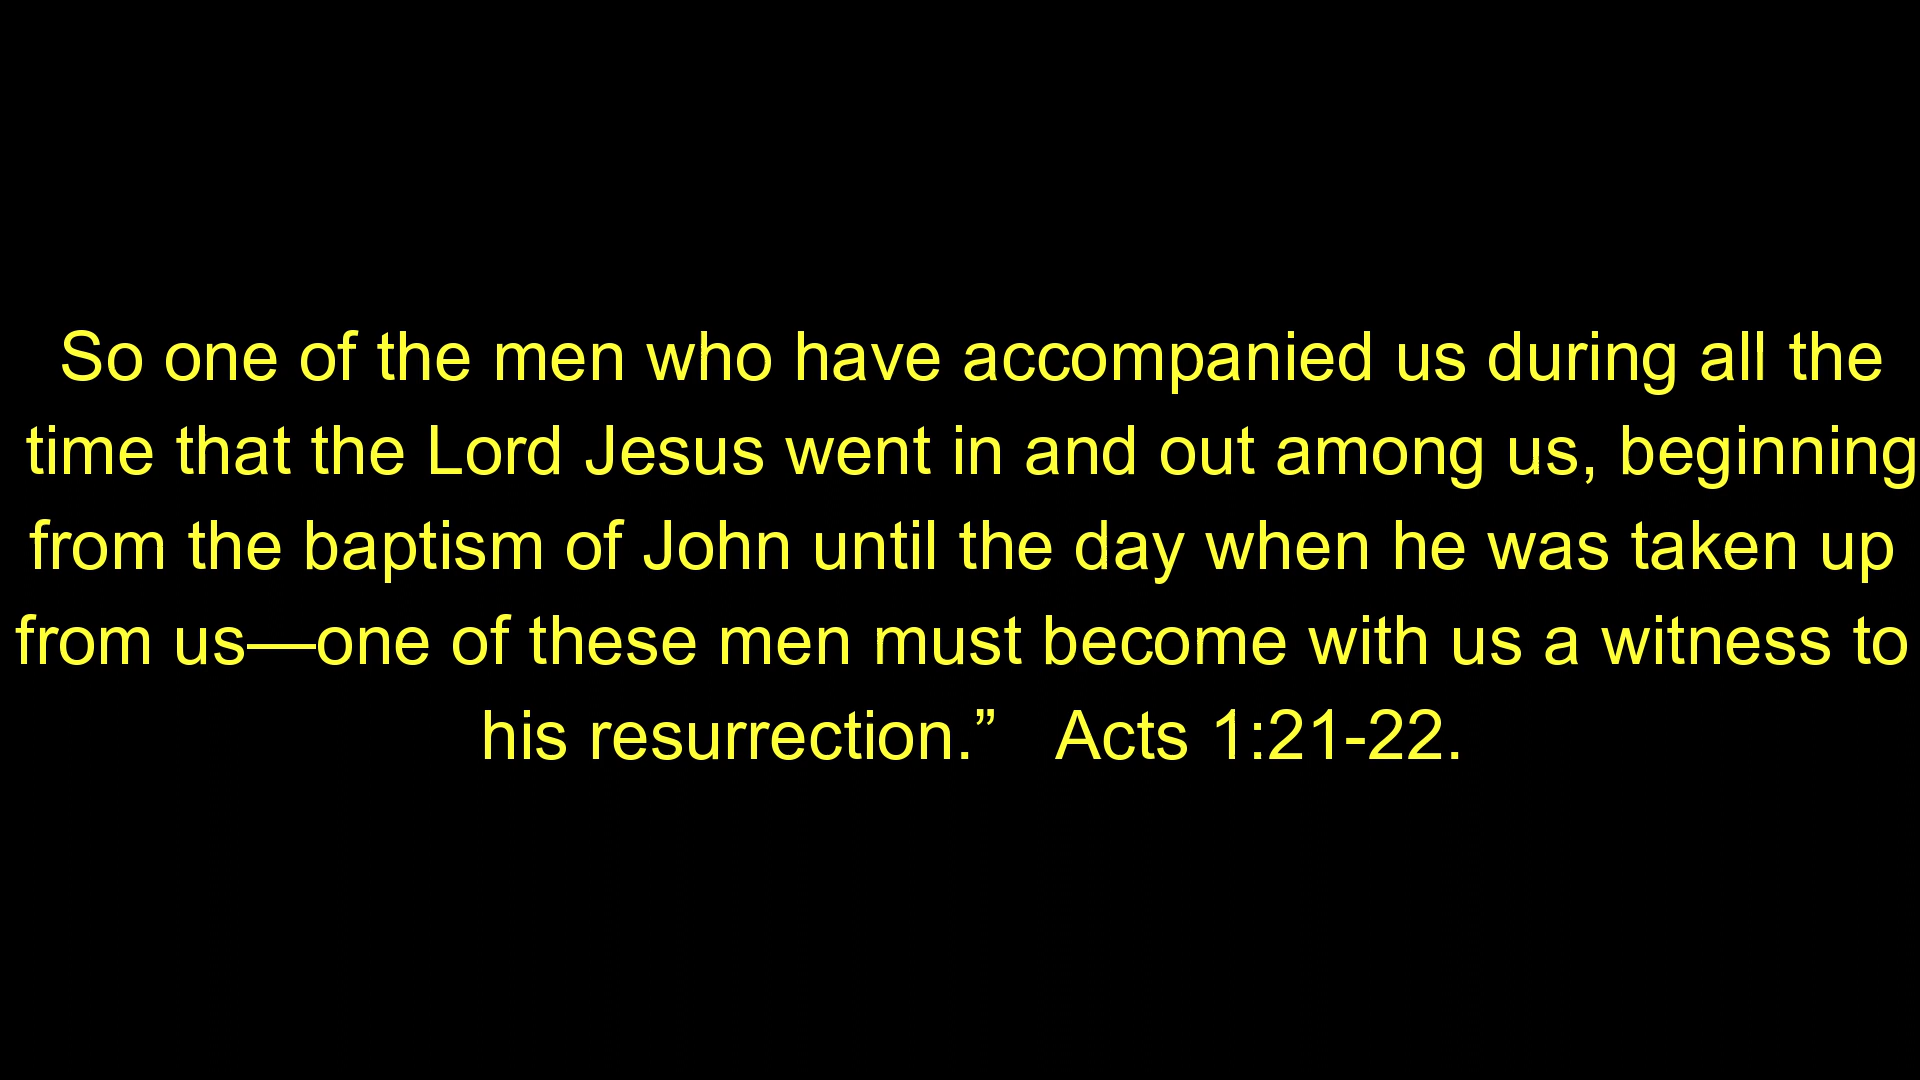 So one of the men who have accompanied us during all the
time that the Lord Jesus went in and out among us, beginning
from the baptism of John until the day when he was taken up
from us—one of these men must become with us a witness to
his resurrection.”   Acts 1:21-22.